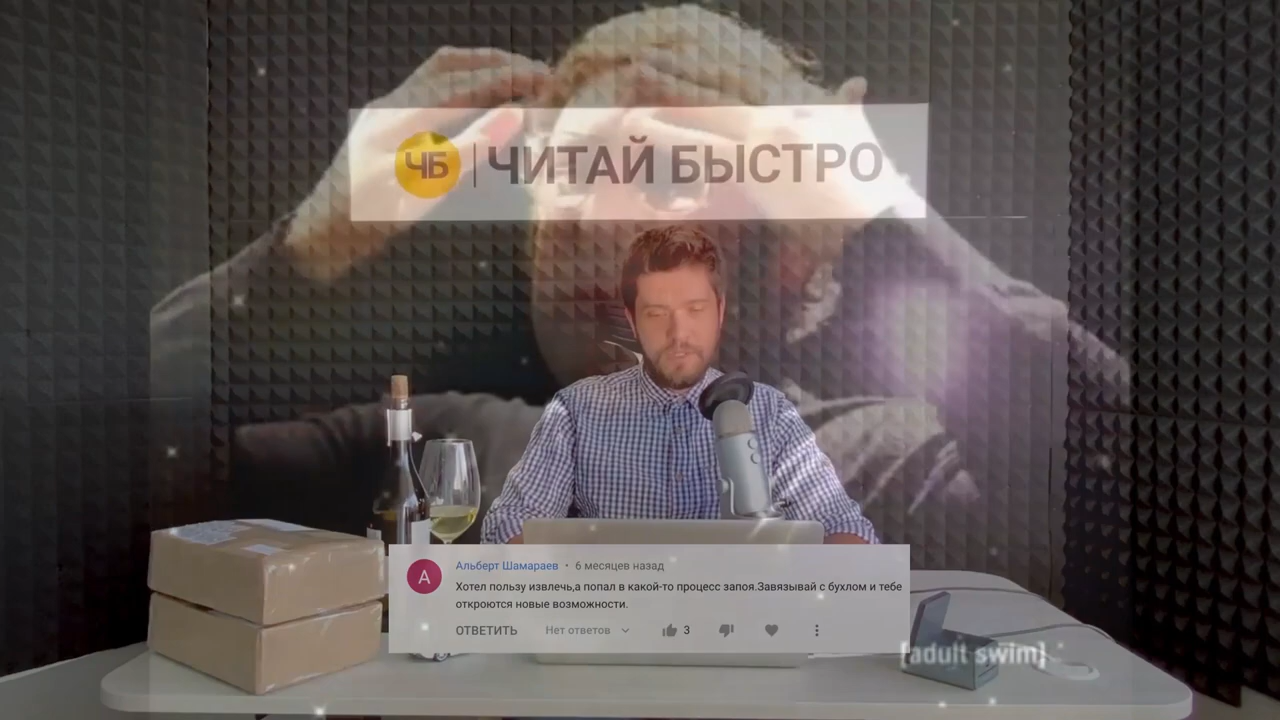 ЧБ | ЧИТАЙ БЫСТРО
А
Альберт Шамараев • 6 месяцев назад
Хотел пользу извлечь,а попал в какой-то процесс запоя.Завязывай с бухлом и тебе
откроются новые возможности.
ОТВЕТИТЬ Нет ответов 3
[adult swim]